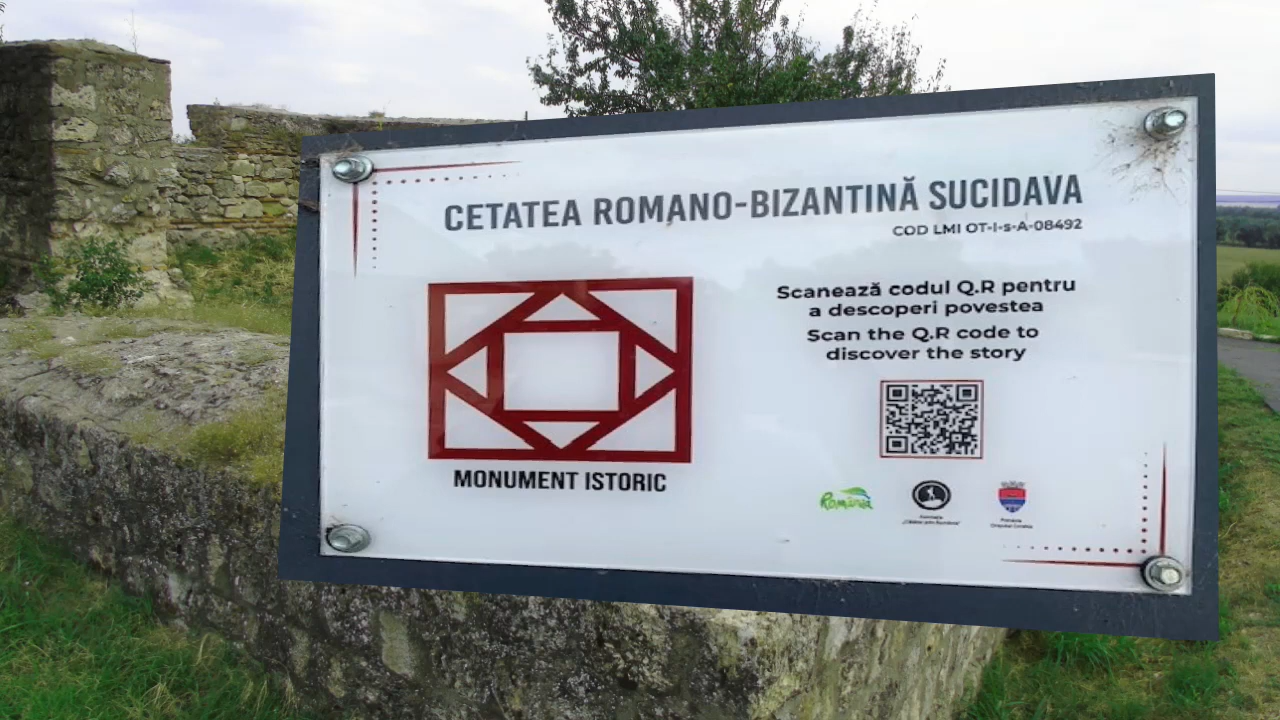 CETATEA ROMANO-BIZANTINĂ SUCIDAVA
COD LMI OT-I-s-A-08492
Scanează codul Q.R pentru
a descoperi povestea
Scan the Q.R code to
discover the story
MONUMENT ISTORIC
România